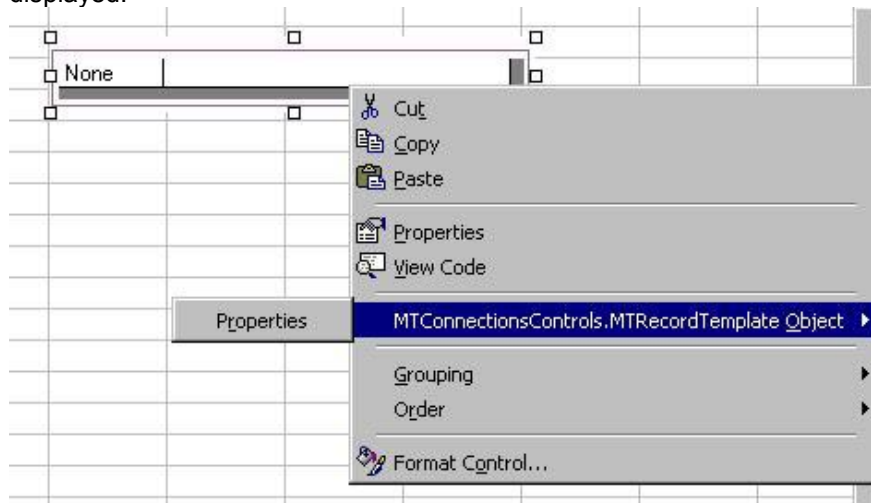 displayed.
None
Cut
Copy
Paste
Properties
View Code
Properties
MTConnectionsControls.MTRecordTemplate Object
Grouping
Order
Format Control...